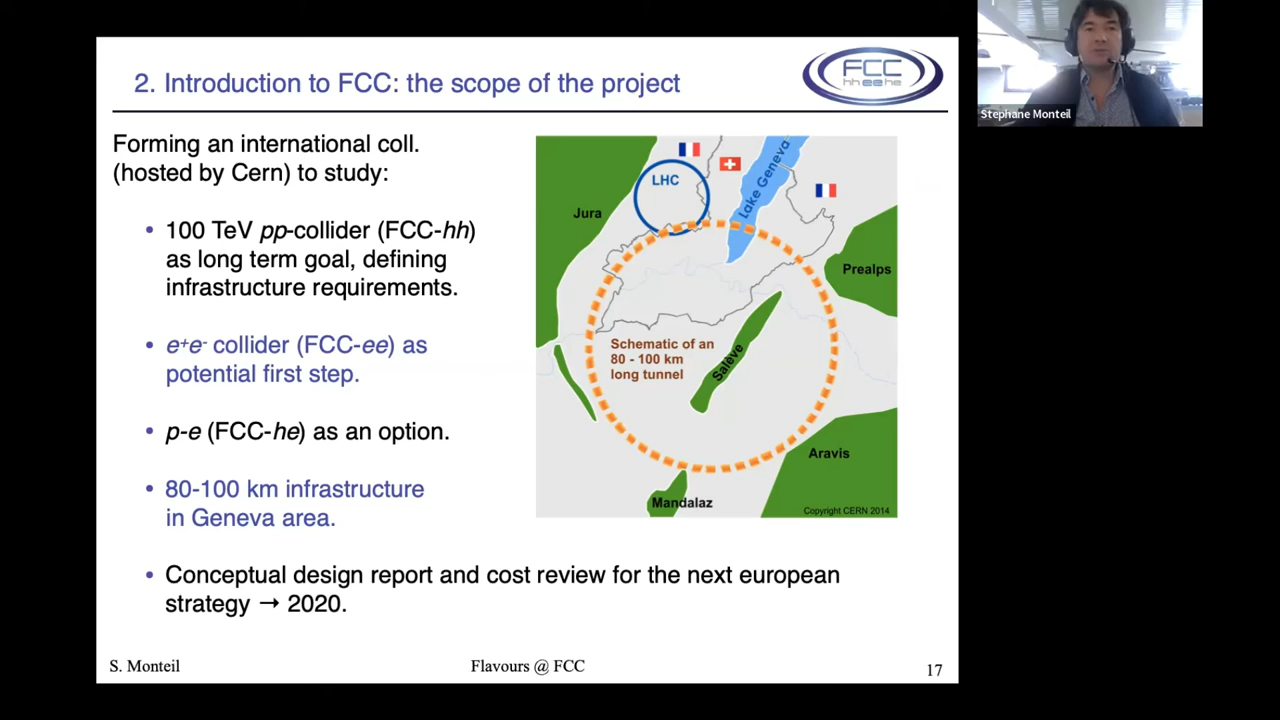 2. Introduction to FCC: the scope of the project
FCC
hh ee he
Stephane Monteil
Forming an international coll.
(hosted by Cern) to study:
• 100 TeV pp-collider (FCC-hh)
as long term goal, defining
infrastructure requirements.
• e+e- collider (FCC-ee) as
potential first step.
• p-e (FCC-he) as an option.
• 80-100 km infrastructure
in Geneva area.
• Conceptual design report and cost review for the next european
strategy → 2020.
LHC
Lake Geneva
Jura
Prealps
Schematic of an
80 - 100 km
long tunnel
Salève
Aravis
Mandalaz
Copyright CERN 2014
S. Monteil
Flavours @ FCC
17